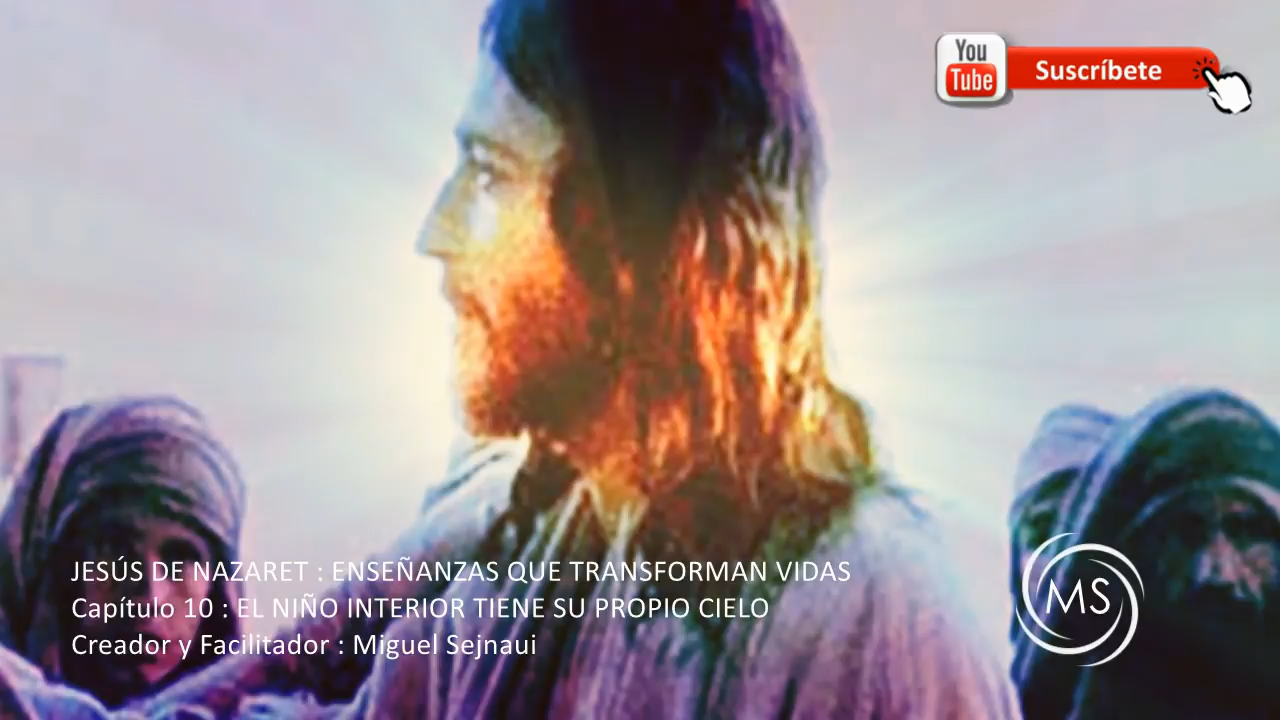 You
Tube
Suscríbete
JESÚS DE NAZARET : ENSEÑANZAS QUE TRANSFORMAN VIDAS
Capítulo 10 : EL NIÑO INTERIOR TIENE SU PROPIO CIELO
Creador y Facilitador : Miguel Sejnaui
MS